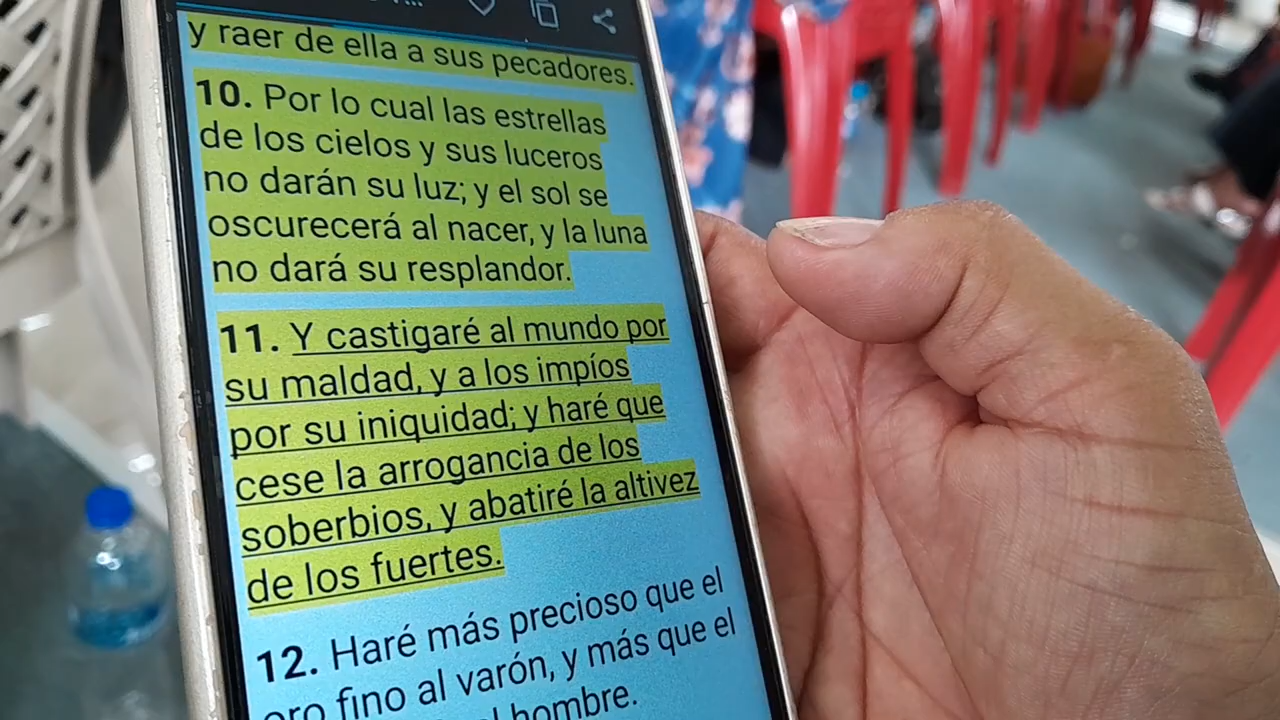 y raer de ella a sus pecadores.
10. Por lo cual las estrellas
de los cielos y sus luceros
no darán su luz; y el sol se
oscurecerá al nacer, y la luna
no dará su resplandor.
11. Y castigaré al mundo por
su maldad, y a los impíos
por su iniquidad; y haré que
cese la arrogancia de los
soberbios, y abatiré la altivez
de los fuertes.
12. Haré más precioso que el
oro fino al varón, y más que el
hombre.